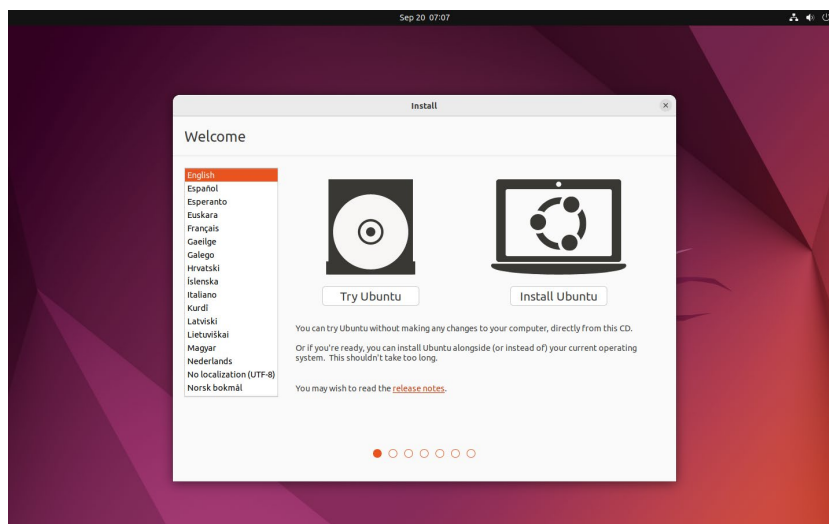 Sep 20 07:07
Install
Welcome
English
Español
Esperanto
Euskara
Français
Gaeilge
Galego
Hrvatski
Íslenska
Italiano
Kurdî
Latviski
Lietuviškai
Magyar
Nederlands
No localization (UTF-8)
Norsk bokmål
Try Ubuntu
Install Ubuntu
You can try Ubuntu without making any changes to your computer, directly from this CD.
Or if you're ready, you can install Ubuntu alongside (or instead of) your current operating
system. This shouldn't take too long.
You may wish to read the release notes.